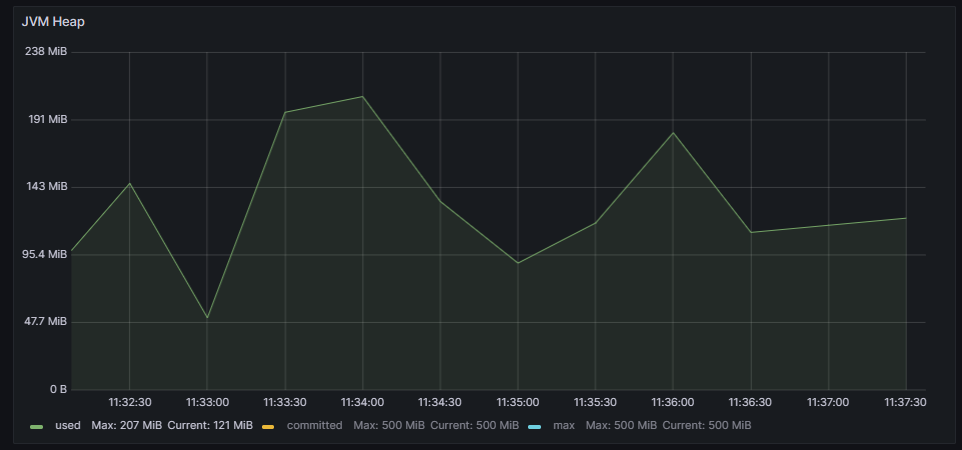 JVM Heap
238 MiB
191 MiB
143 MiB
95.4 MiB
47.7 MiB
0 B
11:32:30 11:33:00 11:33:30 11:34:00 11:34:30 11:35:00 11:35:30 11:36:00 11:36:30 11:37:00 11:37:30
used Max: 207 MiB Current: 121 MiB committed Max: 500 MiB Current: 500 MiB max Max: 500 MiB Current: 500 MiB